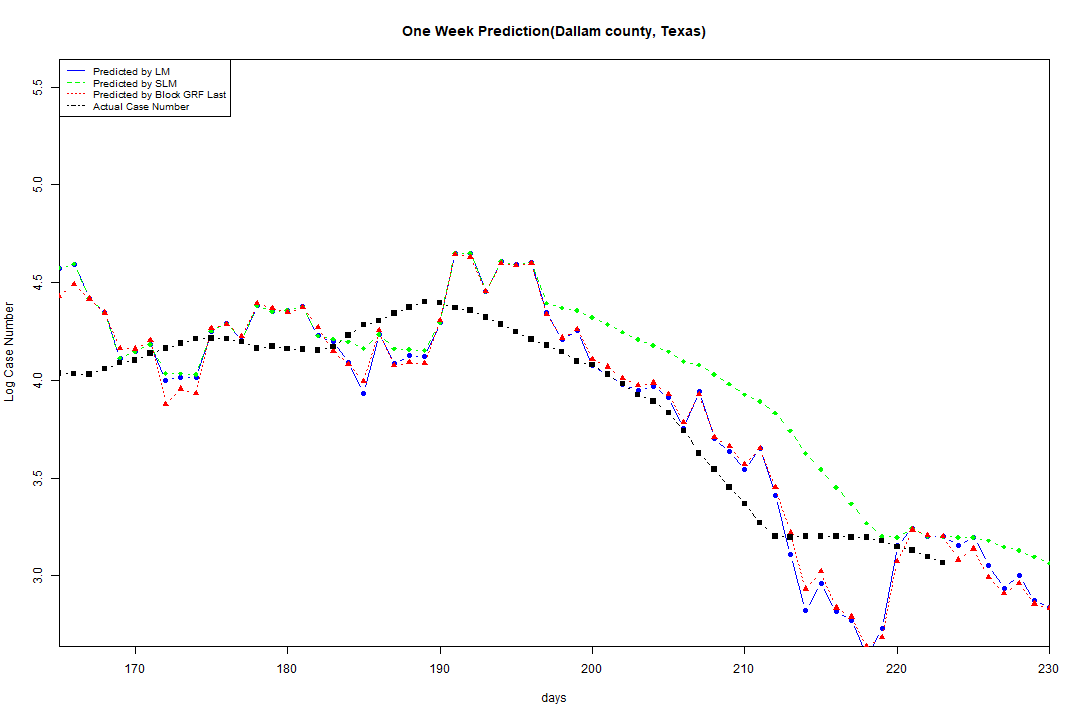 One Week Prediction(Dallam county, Texas)
Predicted by LM
Predicted by SLM
Predicted by Block GRF Last
Actual Case Number
5.5
5.0
4.5
4.0
3.5
3.0
Log Case Number
170 180 190 200 210 220 230
days